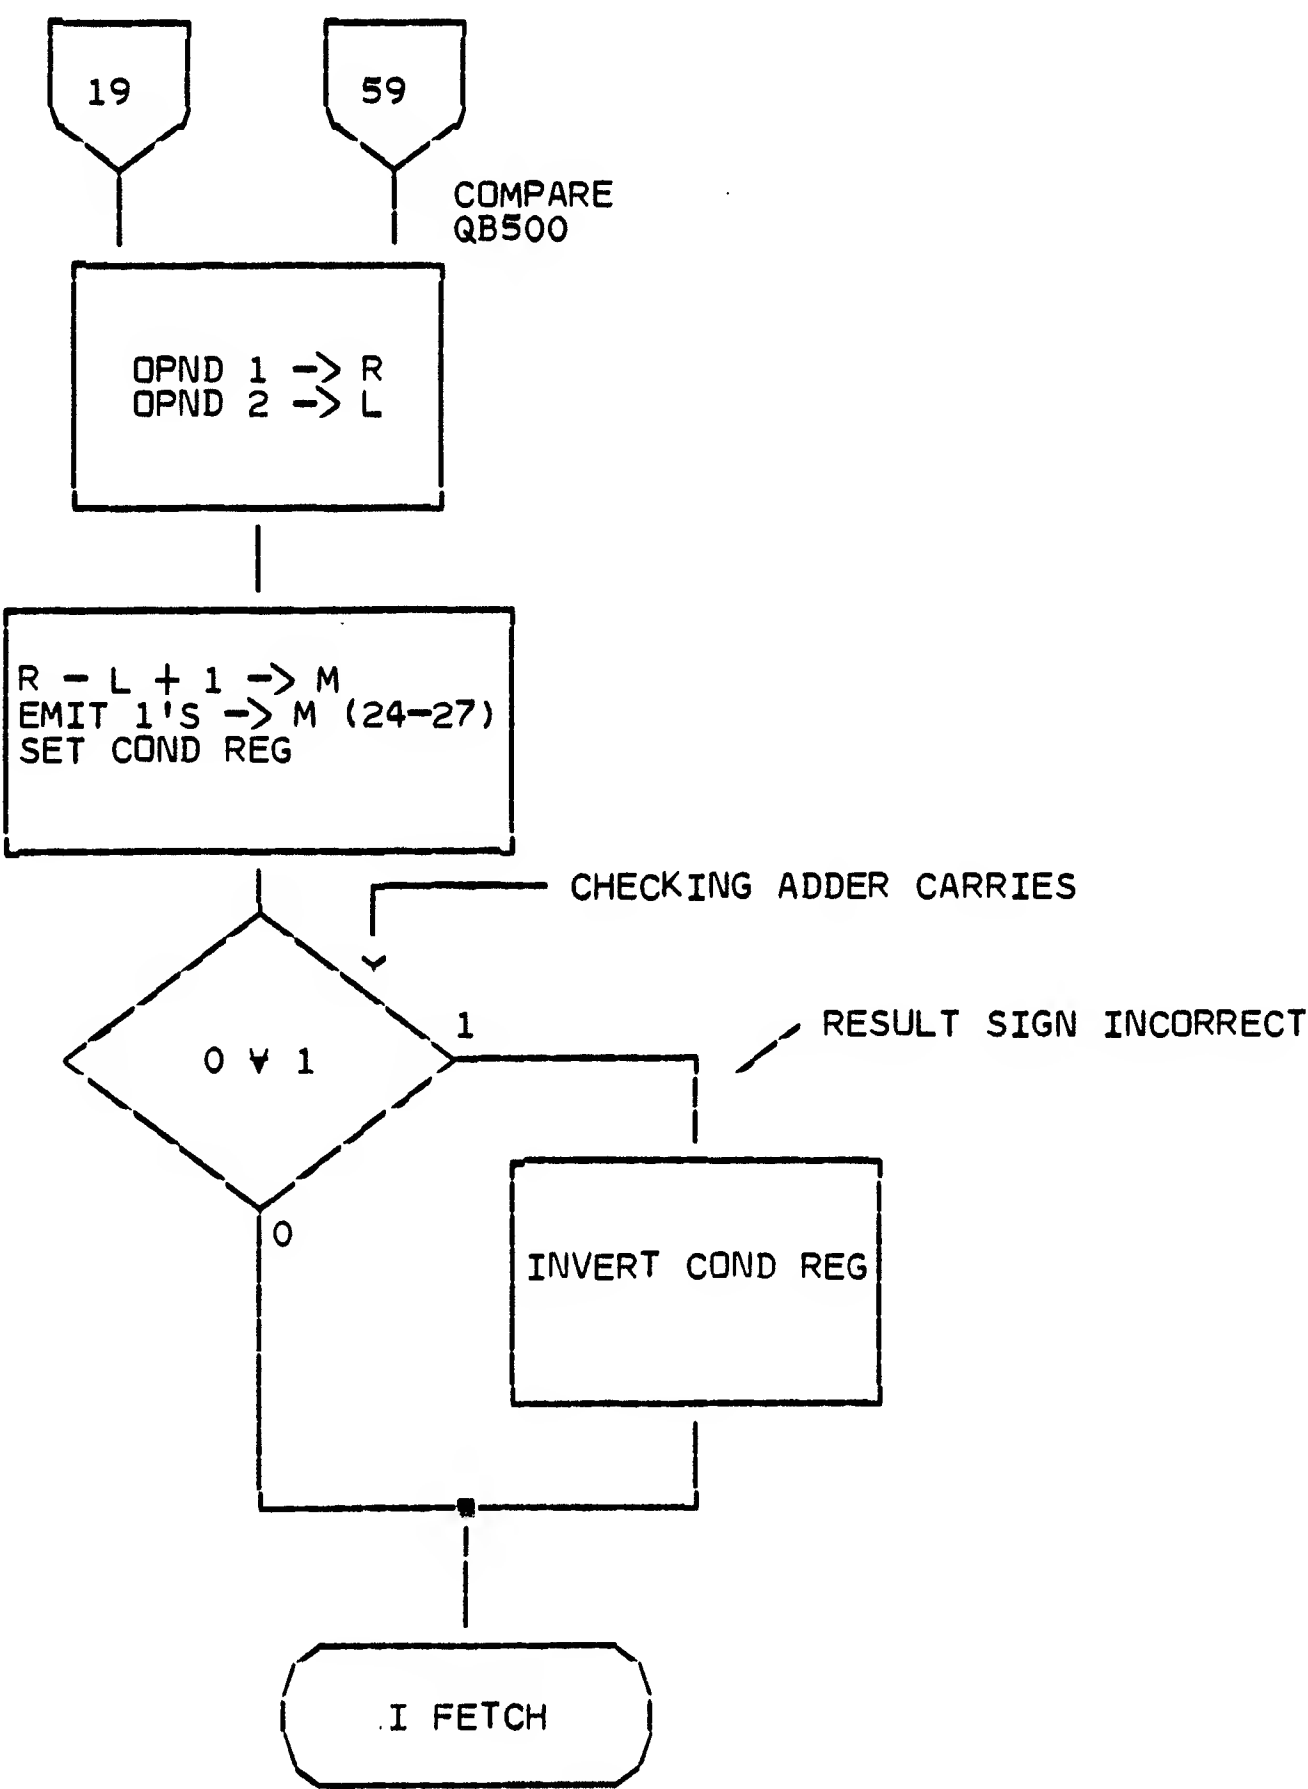 19
59
COMPARE
QB500
OPND 1 -> R
OPND 2 -> L
R - L + 1 -> M
EMIT 1'S -> M (24-27)
SET COND REG
CHECKING ADDER CARRIES
1
RESULT SIGN INCORRECT
0 ⊻ 1
0
INVERT COND REG
I FETCH